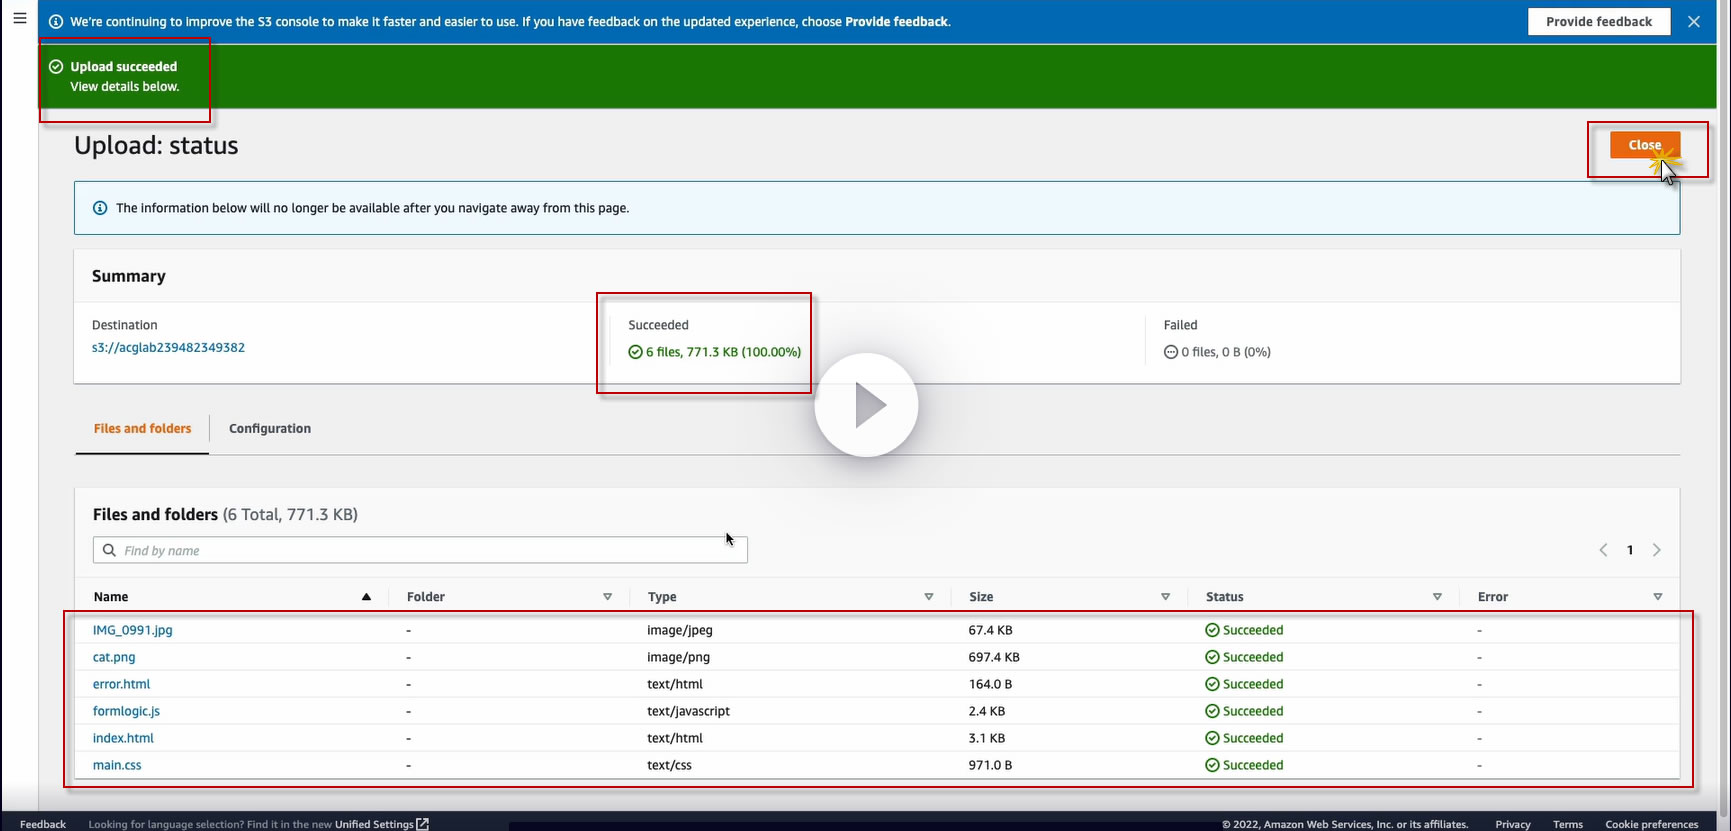 We're continuing to improve the S3 console to make it faster and easier to use. If you have feedback on the updated experience, choose Provide feedback.
Provide feedback
Upload succeeded
View details below.
Upload: status
Close
The information below will no longer be available after you navigate away from this page.
Summary
Destination
s3://acglab239482349382
Succeeded
6 files, 771.3 KB (100.00%)
Failed
0 files, 0 B (0%)
Files and folders
Configuration
Files and folders (6 Total, 771.3 KB)
Find by name
1
Name Folder Type Size Status Error
IMG_0991.jpg - image/jpeg 67.4 KB Succeeded -
cat.png - image/png 697.4 KB Succeeded -
error.html - text/html 164.0 B Succeeded -
formlogic.js - text/javascript 2.4 KB Succeeded -
index.html - text/html 3.1 KB Succeeded -
main.css - text/css 971.0 B Succeeded -
Feedback Looking for language selection? Find it in the new Unified Settings © 2022, Amazon Web Services, Inc. or its affiliates. Privacy Terms Cookie preferences